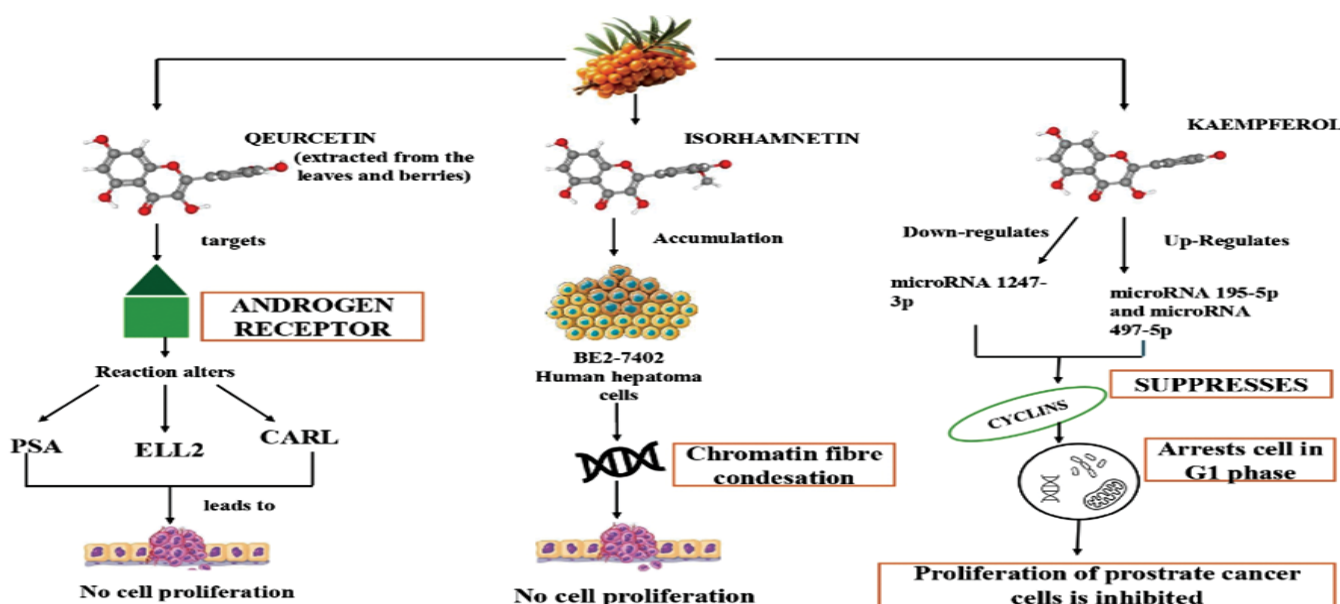 QEURCETIN
(extracted from the
leaves and berries)
targets
ANDROGEN
RECEPTOR
Reaction alters
PSA
ELL2
CARL
leads to
No cell proliferation
ISORHAMNETIN
Accumulation
BE2-7402
Human hepatoma
cells
Chromatin fibre
condesation
No cell proliferation
KAEMPFEROL
Down-regulates
Up-Regulates
microRNA 1247-
3p
microRNA 195-5p
and microRNA
497-5p
SUPPRESSES
CYCLINS
Arrests cell in
G1 phase
Proliferation of prostrate cancer
cells is inhibited